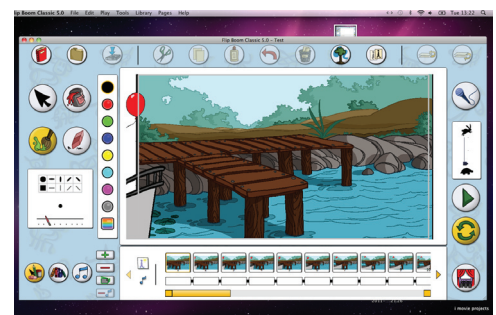 Flip Boom Classic 5.0 File Edit Play Tools Library Pages Help Tue 13:22
Flip Boom Classic 5.0 - Test
i movie projects